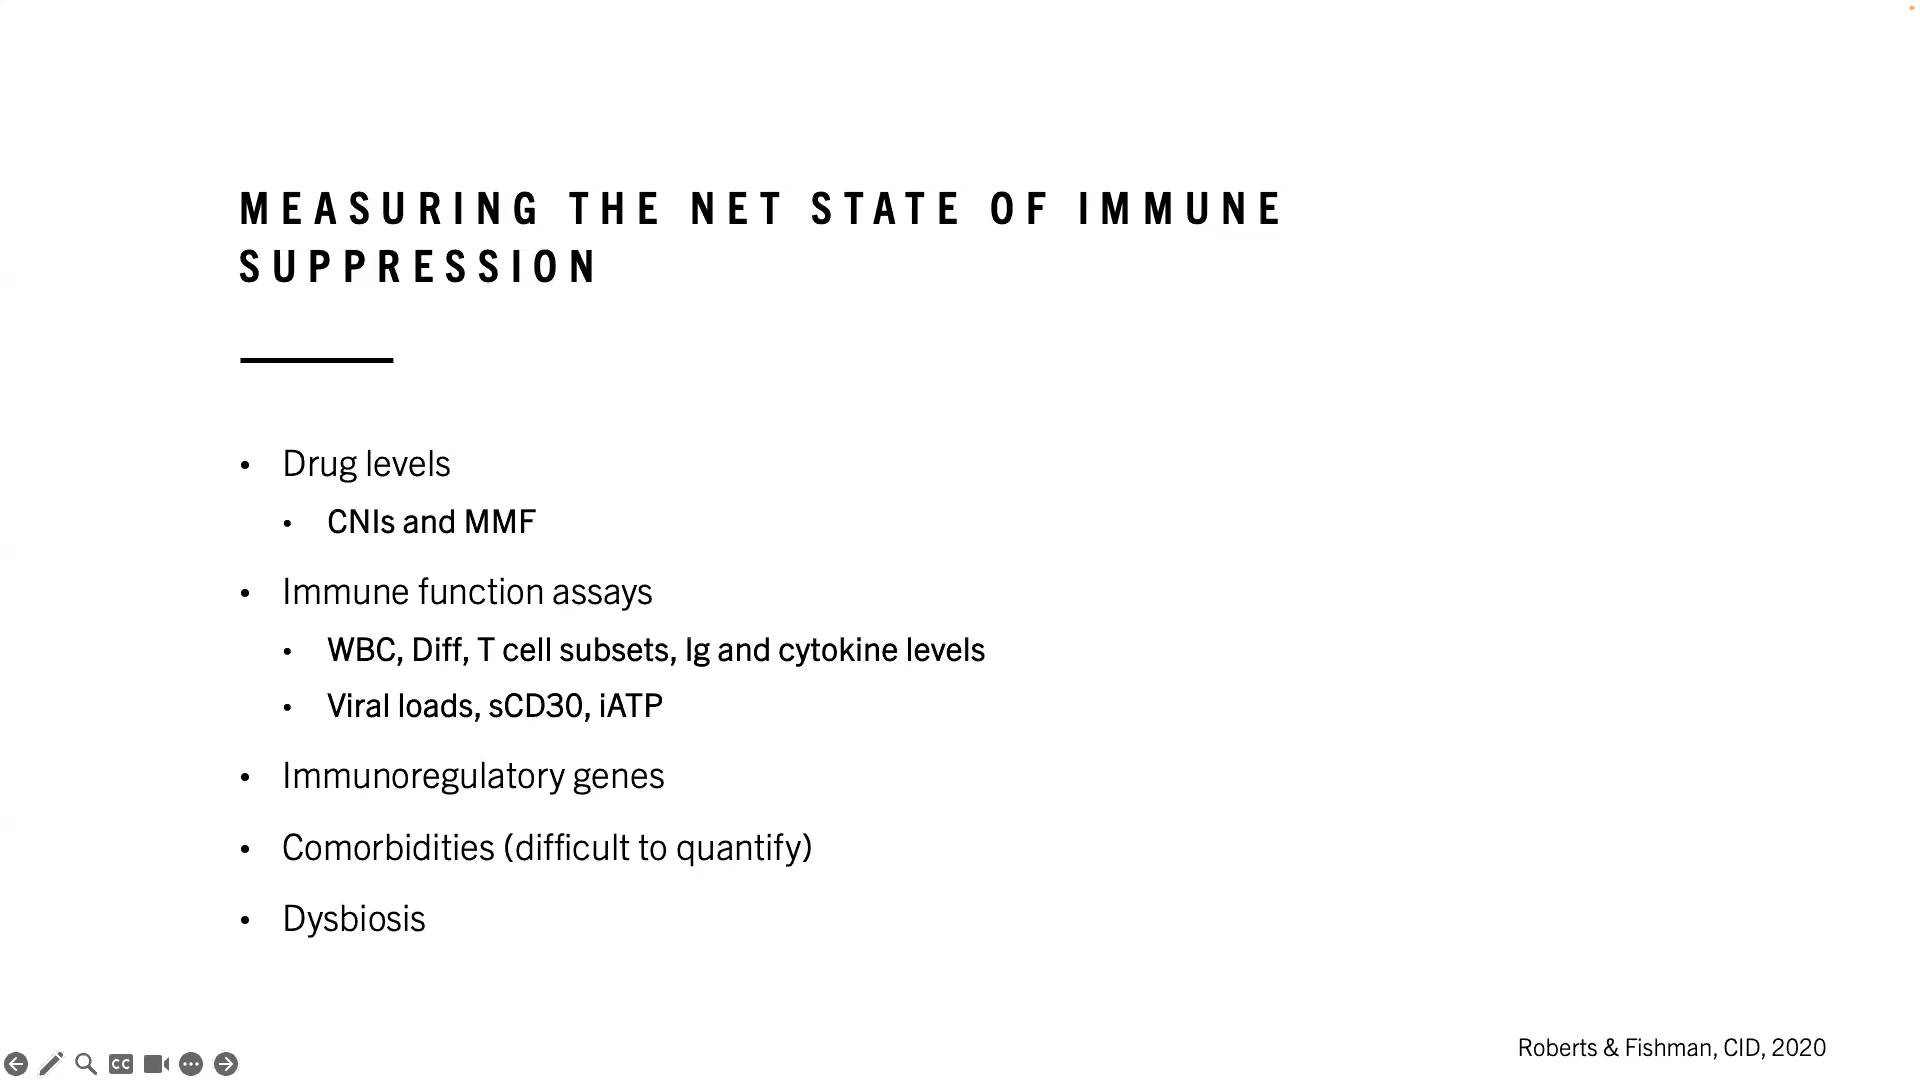 MEASURING THE NET STATE OF IMMUNE
SUPPRESSION
• Drug levels
• CNIs and MMF
• Immune function assays
• WBC, Diff, T cell subsets, Ig and cytokine levels
• Viral loads, sCD30, iATP
• Immunoregulatory genes
• Comorbidities (difficult to quantify)
• Dysbiosis
Roberts & Fishman, CID, 2020
CC